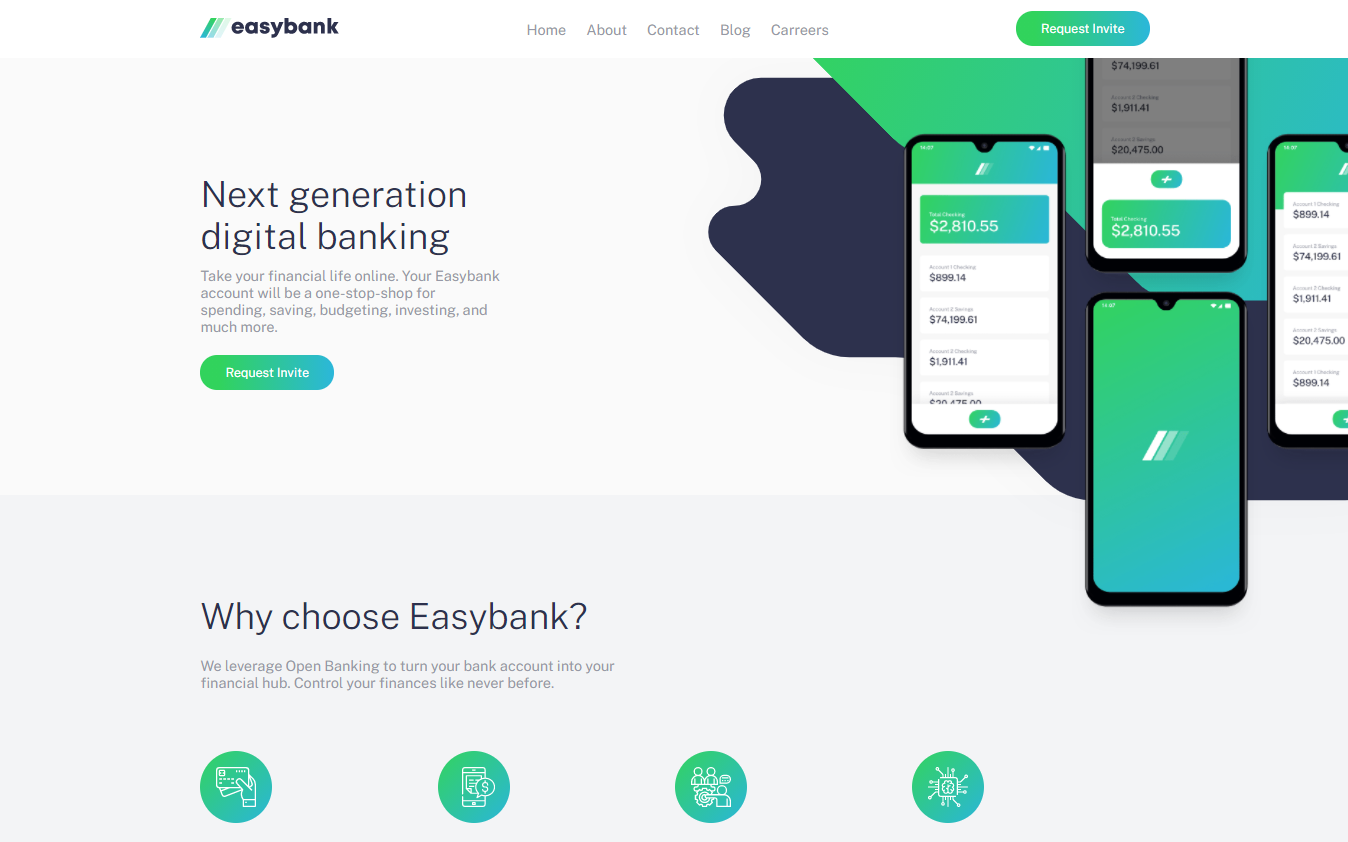 easybank
Home About Contact Blog Carreers
Request Invite
Next generation
digital banking
Take your financial life online. Your Easybank
account will be a one-stop-shop for
spending, saving, budgeting, investing, and
much more.
Request Invite
14:07
Total Checking
$2,810.55
Account 1 Checking
$899.14
Account 2 Savings
$74,199.61
Account 2 Checking
$1,911.41
Account 2 Savings
$20,475.00
$74,199.61
Account 2 Checking
$1,911.41
Account 2 Savings
$20,475.00
Total Checking
$2,810.55
14:07
14:07
Account 1 Checking
$899.14
Account 2 Savings
$74,199.61
Account 2 Checking
$1,911.41
Account 2 Savings
$20,475.00
Account 1 Checking
$899.14
Why choose Easybank?
We leverage Open Banking to turn your bank account into your
financial hub. Control your finances like never before.